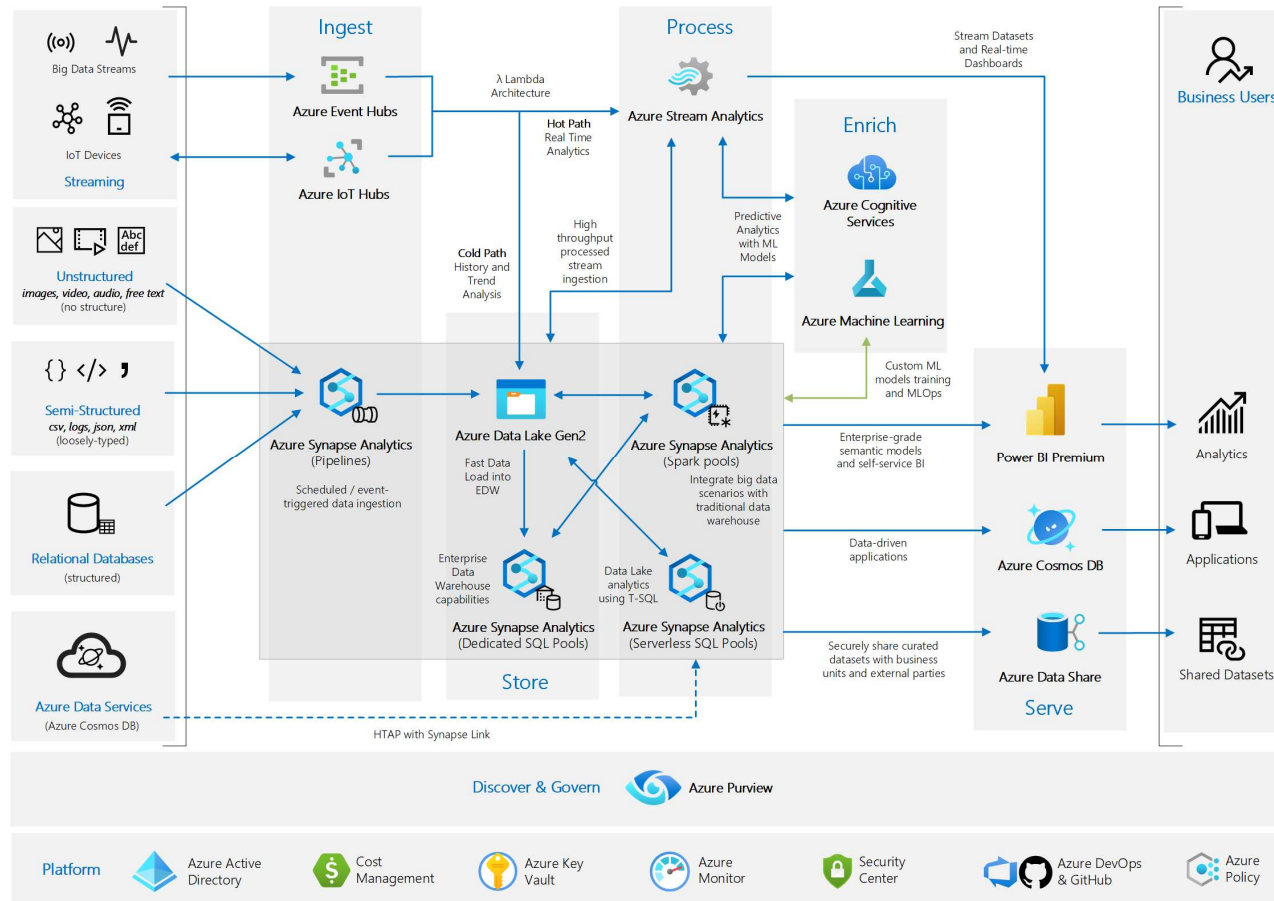 Big Data Streams
IoT Devices
Streaming
Abc
def
Unstructured
images, video, audio, free text
(no structure)
{} </> ,
Semi-Structured
csv, logs, json, xml
(loosely-typed)
Relational Databases
(structured)
Azure Data Services
(Azure Cosmos DB)
Ingest
Azure Event Hubs
Azure IoT Hubs
Azure Synapse Analytics
(Pipelines)
Scheduled / event-
triggered data ingestion
λ Lambda
Architecture
Hot Path
Real Time
Analytics
Cold Path
History and
Trend
Analysis
High
throughput
processed
stream
ingestion
Azure Data Lake Gen2
Fast Data
Load into
EDW
Enterprise
Data
Warehouse
capabilities
Azure Synapse Analytics
(Dedicated SQL Pools)
Store
HTAP with Synapse Link
Process
Azure Stream Analytics
Predictive
Analytics
with ML
Models
Azure Synapse Analytics
(Spark pools)
Integrate big data
scenarios with
traditional data
warehouse
Data Lake
analytics
using T-SQL
Azure Synapse Analytics
(Serverless SQL Pools)
Enrich
Azure Cognitive
Services
Azure Machine Learning
Custom ML
models training
and MLOps
Stream Datasets
and Real-time
Dashboards
Enterprise-grade
semantic models
and self-service BI
Data-driven
applications
Securely share curated
datasets with business
units and external parties
Power BI Premium
Azure Cosmos DB
Azure Data Share
Serve
Business Users
Analytics
Applications
Shared Datasets
Discover & Govern
Azure Purview
Platform
Azure Active
Directory
$
Cost
Management
Azure Key
Vault
Azure
Monitor
Security
Center
Azure DevOps
& GitHub
Azure
Policy